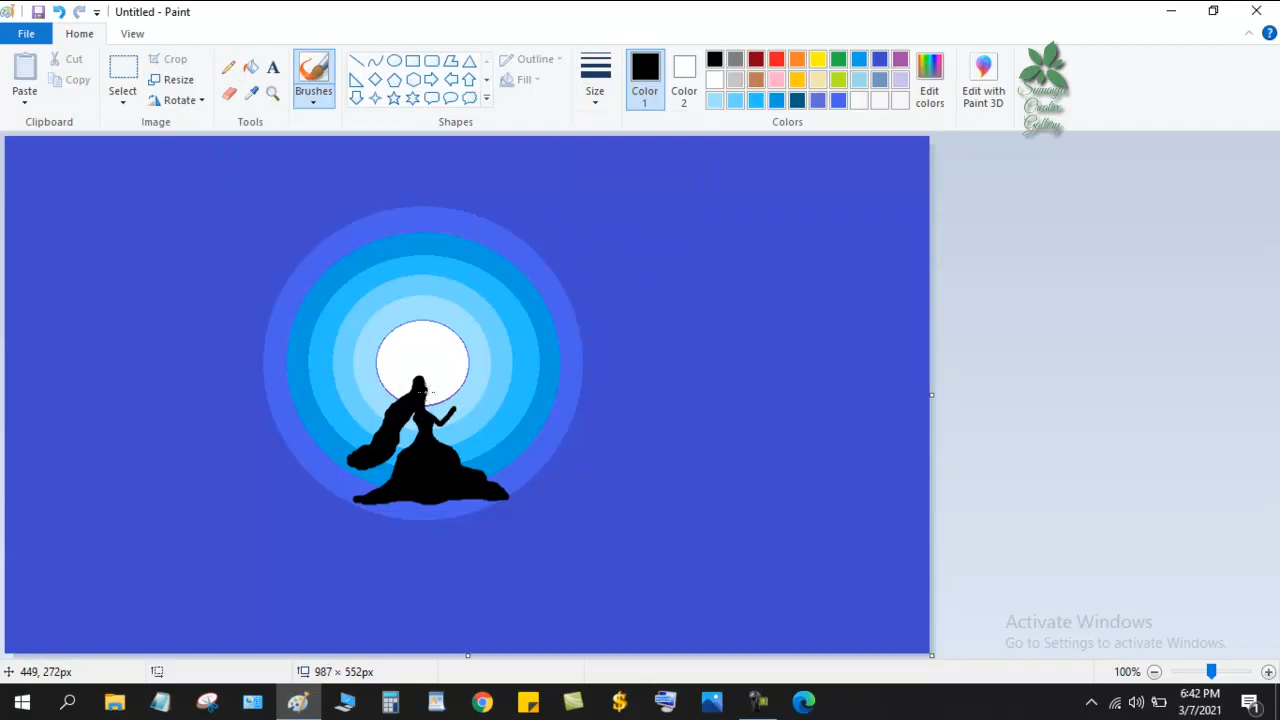 Untitled - Paint
File
Home
View
Paste
Cut
Copy
Clipboard
Select
Crop
Resize
Rotate
Image
A
Tools
Brushes
Shapes
Outline
Fill
Size
Color 1
Color 2
Edit colors
Colors
Edit with Paint 3D
Creative
Gallery
Activate Windows
Go to Settings to activate Windows.
449, 272px
987 × 552px
100%
6:42 PM
3/7/2021